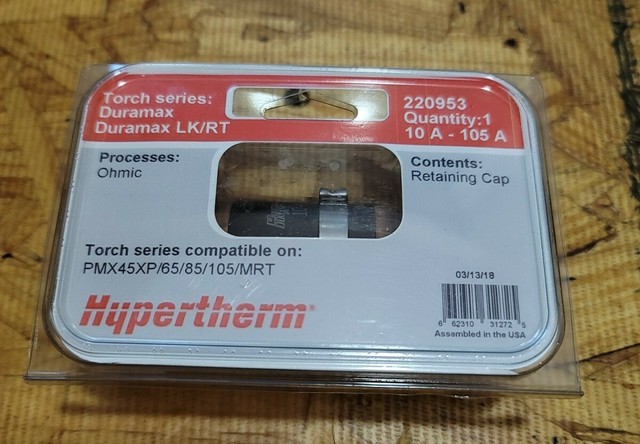 Torch series:
Duramax
Duramax LK/RT
220953
Quantity:1
10 A - 105 A
Processes:
Ohmic
Contents:
Retaining Cap
Torch series compatible on:
PMX45XP/65/85/105/MRT
Hypertherm
03/13/18
6 62310 31272 5
Assembled in the USA